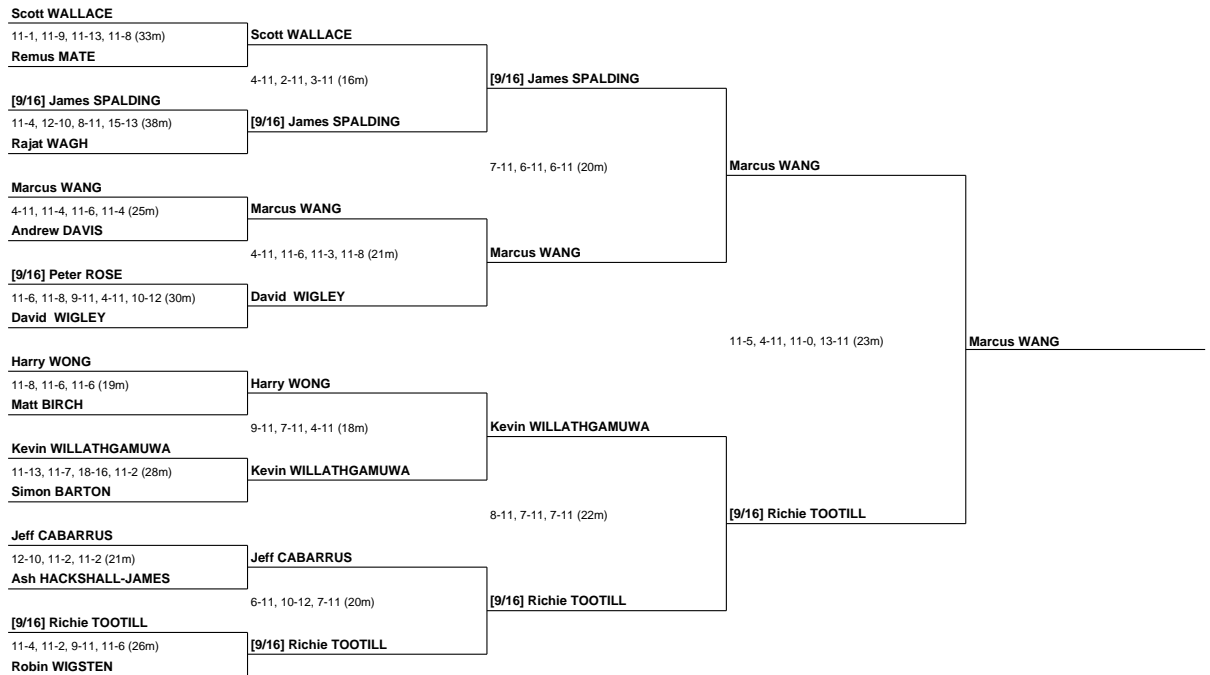 Scott WALLACE
11-1, 11-9, 11-13, 11-8 (33m)
Remus MATE
[9/16] James SPALDING
11-4, 12-10, 8-11, 15-13 (38m)
Rajat WAGH
Marcus WANG
4-11, 11-4, 11-6, 11-4 (25m)
Andrew DAVIS
[9/16] Peter ROSE
11-6, 11-8, 9-11, 4-11, 10-12 (30m)
David  WIGLEY
Harry WONG
11-8, 11-6, 11-6 (19m)
Matt BIRCH
Kevin WILLATHGAMUWA
11-13, 11-7, 18-16, 11-2 (28m)
Simon BARTON
Jeff CABARRUS
12-10, 11-2, 11-2 (21m)
Ash HACKSHALL-JAMES
[9/16] Richie TOOTILL
11-4, 11-2, 9-11, 11-6 (26m)
Robin WIGSTEN
Scott WALLACE
4-11, 2-11, 3-11 (16m)
[9/16] James SPALDING
Marcus WANG
4-11, 11-6, 11-3, 11-8 (21m)
David  WIGLEY
Harry WONG
9-11, 7-11, 4-11 (18m)
Kevin WILLATHGAMUWA
Jeff CABARRUS
6-11, 10-12, 7-11 (20m)
[9/16] Richie TOOTILL
[9/16] James SPALDING
7-11, 6-11, 6-11 (20m)
Marcus WANG
Kevin WILLATHGAMUWA
8-11, 7-11, 7-11 (22m)
[9/16] Richie TOOTILL
Marcus WANG
11-5, 4-11, 11-0, 13-11 (23m)
[9/16] Richie TOOTILL
Marcus WANG